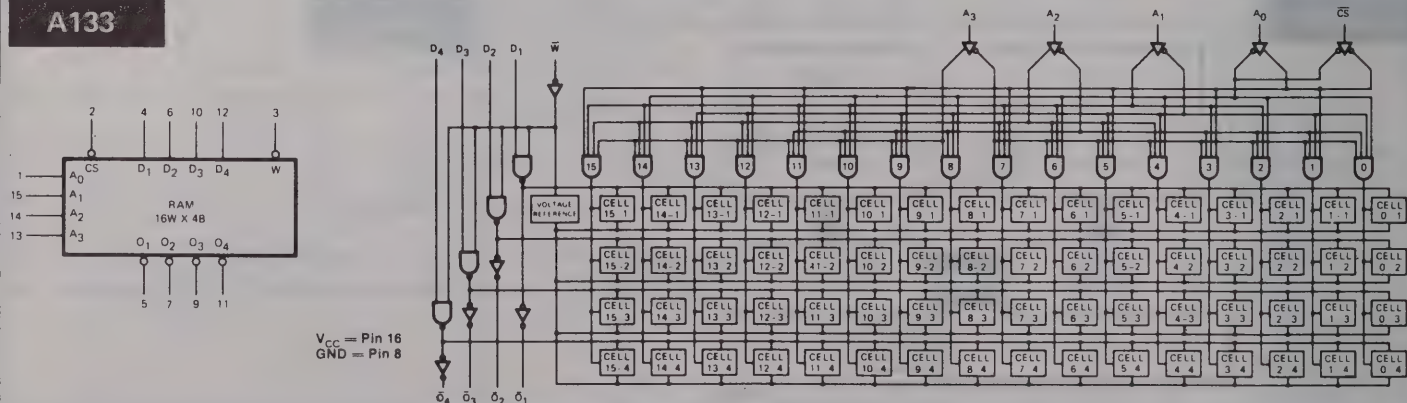 A133
2 4 6 10 12 3
CS D1 D2 D3 D4 W
1 A0
15 A1
14 A2
13 A3
RAM
16W X 4B
O1 O2 O3 O4
5 7 9 11
VCC = Pin 16
GND = Pin 8
D4 D3 D2 D1 W̅
A3 A2 A1 A0 C̅S̅
15 14 13 12 11 10 9 8 7 6 5 4 3 2 1 0
VOLTAGE
REFERENCE
CELL CELL CELL CELL CELL CELL CELL CELL CELL CELL CELL CELL CELL CELL CELL CELL
15 1 14-1 13-1 12-1 11-1 10 1 9 1 8 1 7 1 6 1 5-1 4-1 3-1 2 1 1-1 0 1
CELL CELL CELL CELL CELL CELL CELL CELL CELL CELL CELL CELL CELL CELL CELL CELL
15-2 14-2 13 2 12-2 41-2 10 2 9-2 8-2 7 2 6 2 5-2 4 2 3 2 2 2 1 2 0 2
CELL CELL CELL CELL CELL CELL CELL CELL CELL CELL CELL CELL CELL CELL CELL CELL
15 3 14 3 13 3 12-3 11 3 10 3 9 3 8 3 7 3 6 3 5 3 4-3 3 3 2 3 1 3 0 3
CELL CELL CELL CELL CELL CELL CELL CELL CELL CELL CELL CELL CELL CELL CELL CELL
15-4 14 4 13 4 12 4 11 4 10 4 9 4 8 4 7 4 6 4 5 4 4 4 3 4 2 4 1 4 0 4
O̅4 O̅3 O̅2 O̅1